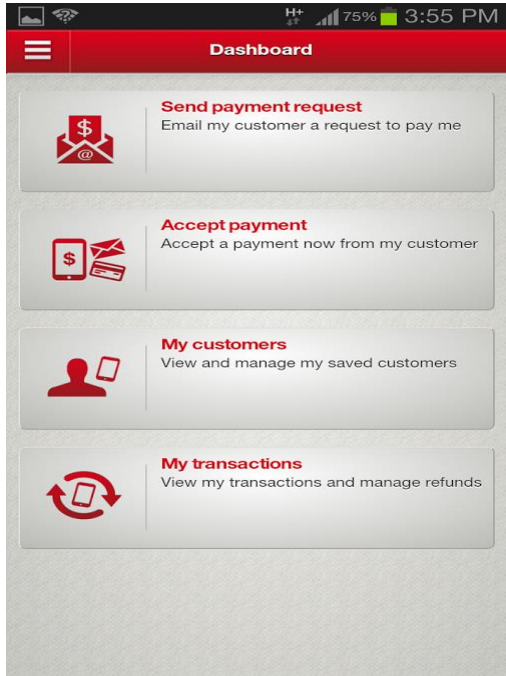 H+ 75% 3:55 PM
Dashboard
$
@
Send payment request
Email my customer a request to pay me
$
Accept payment
Accept a payment now from my customer
My customers
View and manage my saved customers
My transactions
View my transactions and manage refunds